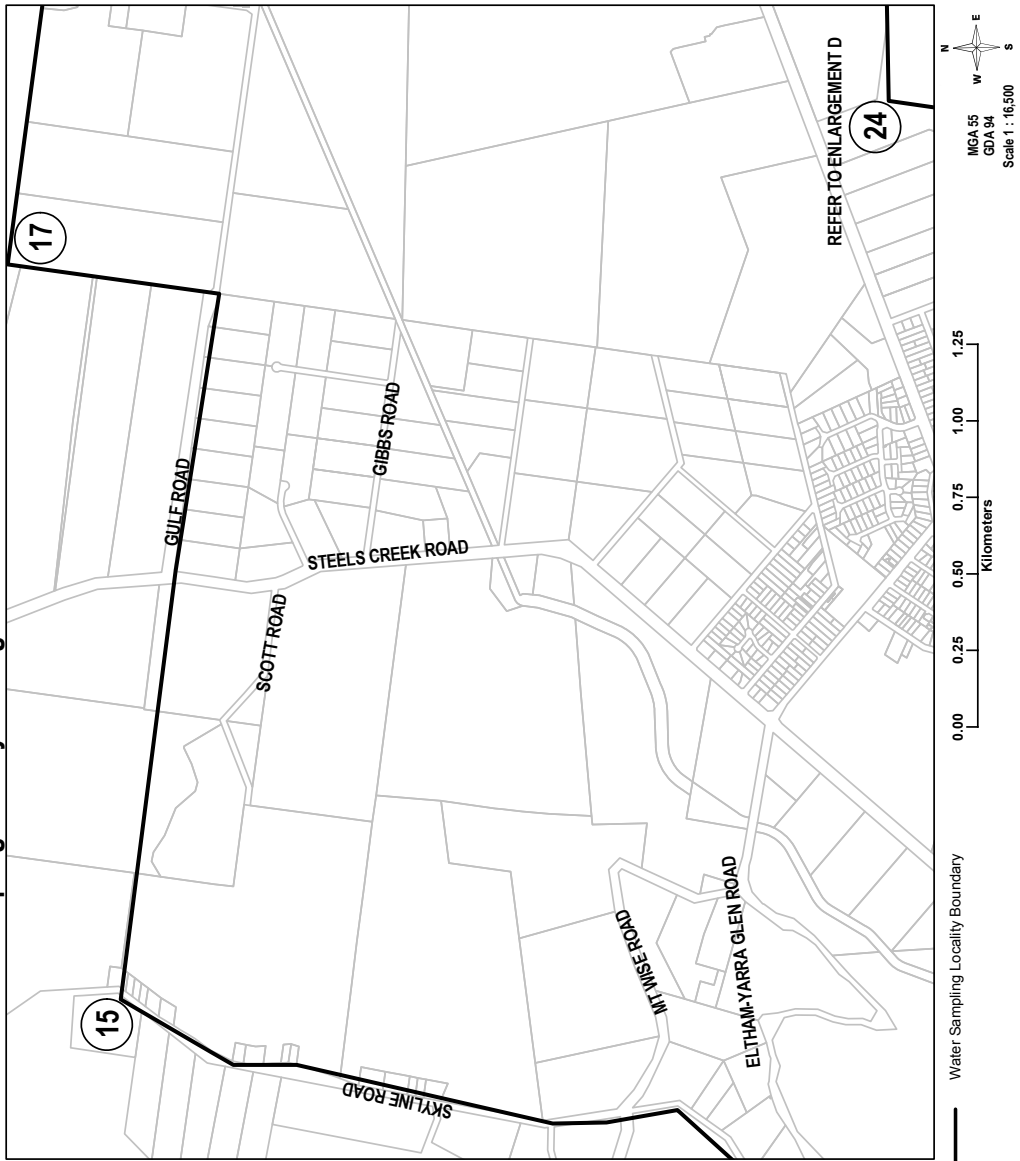 17
15
24
REFER TO ENLARGEMENT D
GULF ROAD
GIBBS ROAD
STEELS CREEK ROAD
SCOTT ROAD
SKYLINE ROAD
MT WISE ROAD
ELTHAM-YARRA GLEN ROAD
Water Sampling Locality Boundary
0.00 0.25 0.50 0.75 1.00 1.25
Kilometers
N
W E
S
MGA 55
GDA 94
Scale 1 : 16,500